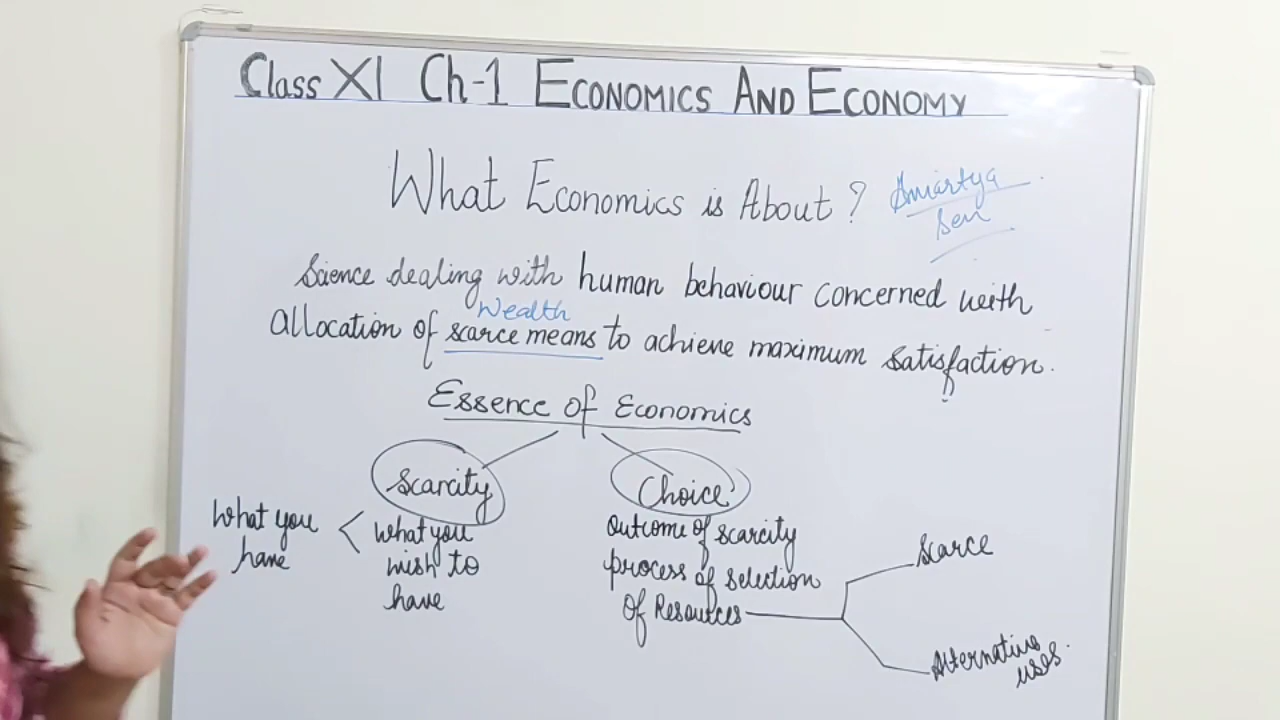 Class XI Ch-1 ECONOMICS AND ECONOMY
What Economics is About?
Amartya
Sen
Science dealing with human behaviour concerned with
Wealth
allocation of scarce means to achieve maximum satisfaction.
Essence of Economics
Scarcity
What you
have
<
what you
wish to
have
Choice
Outcome of scarcity
process of selection
of Resources
Scarce
Alternative
uses.